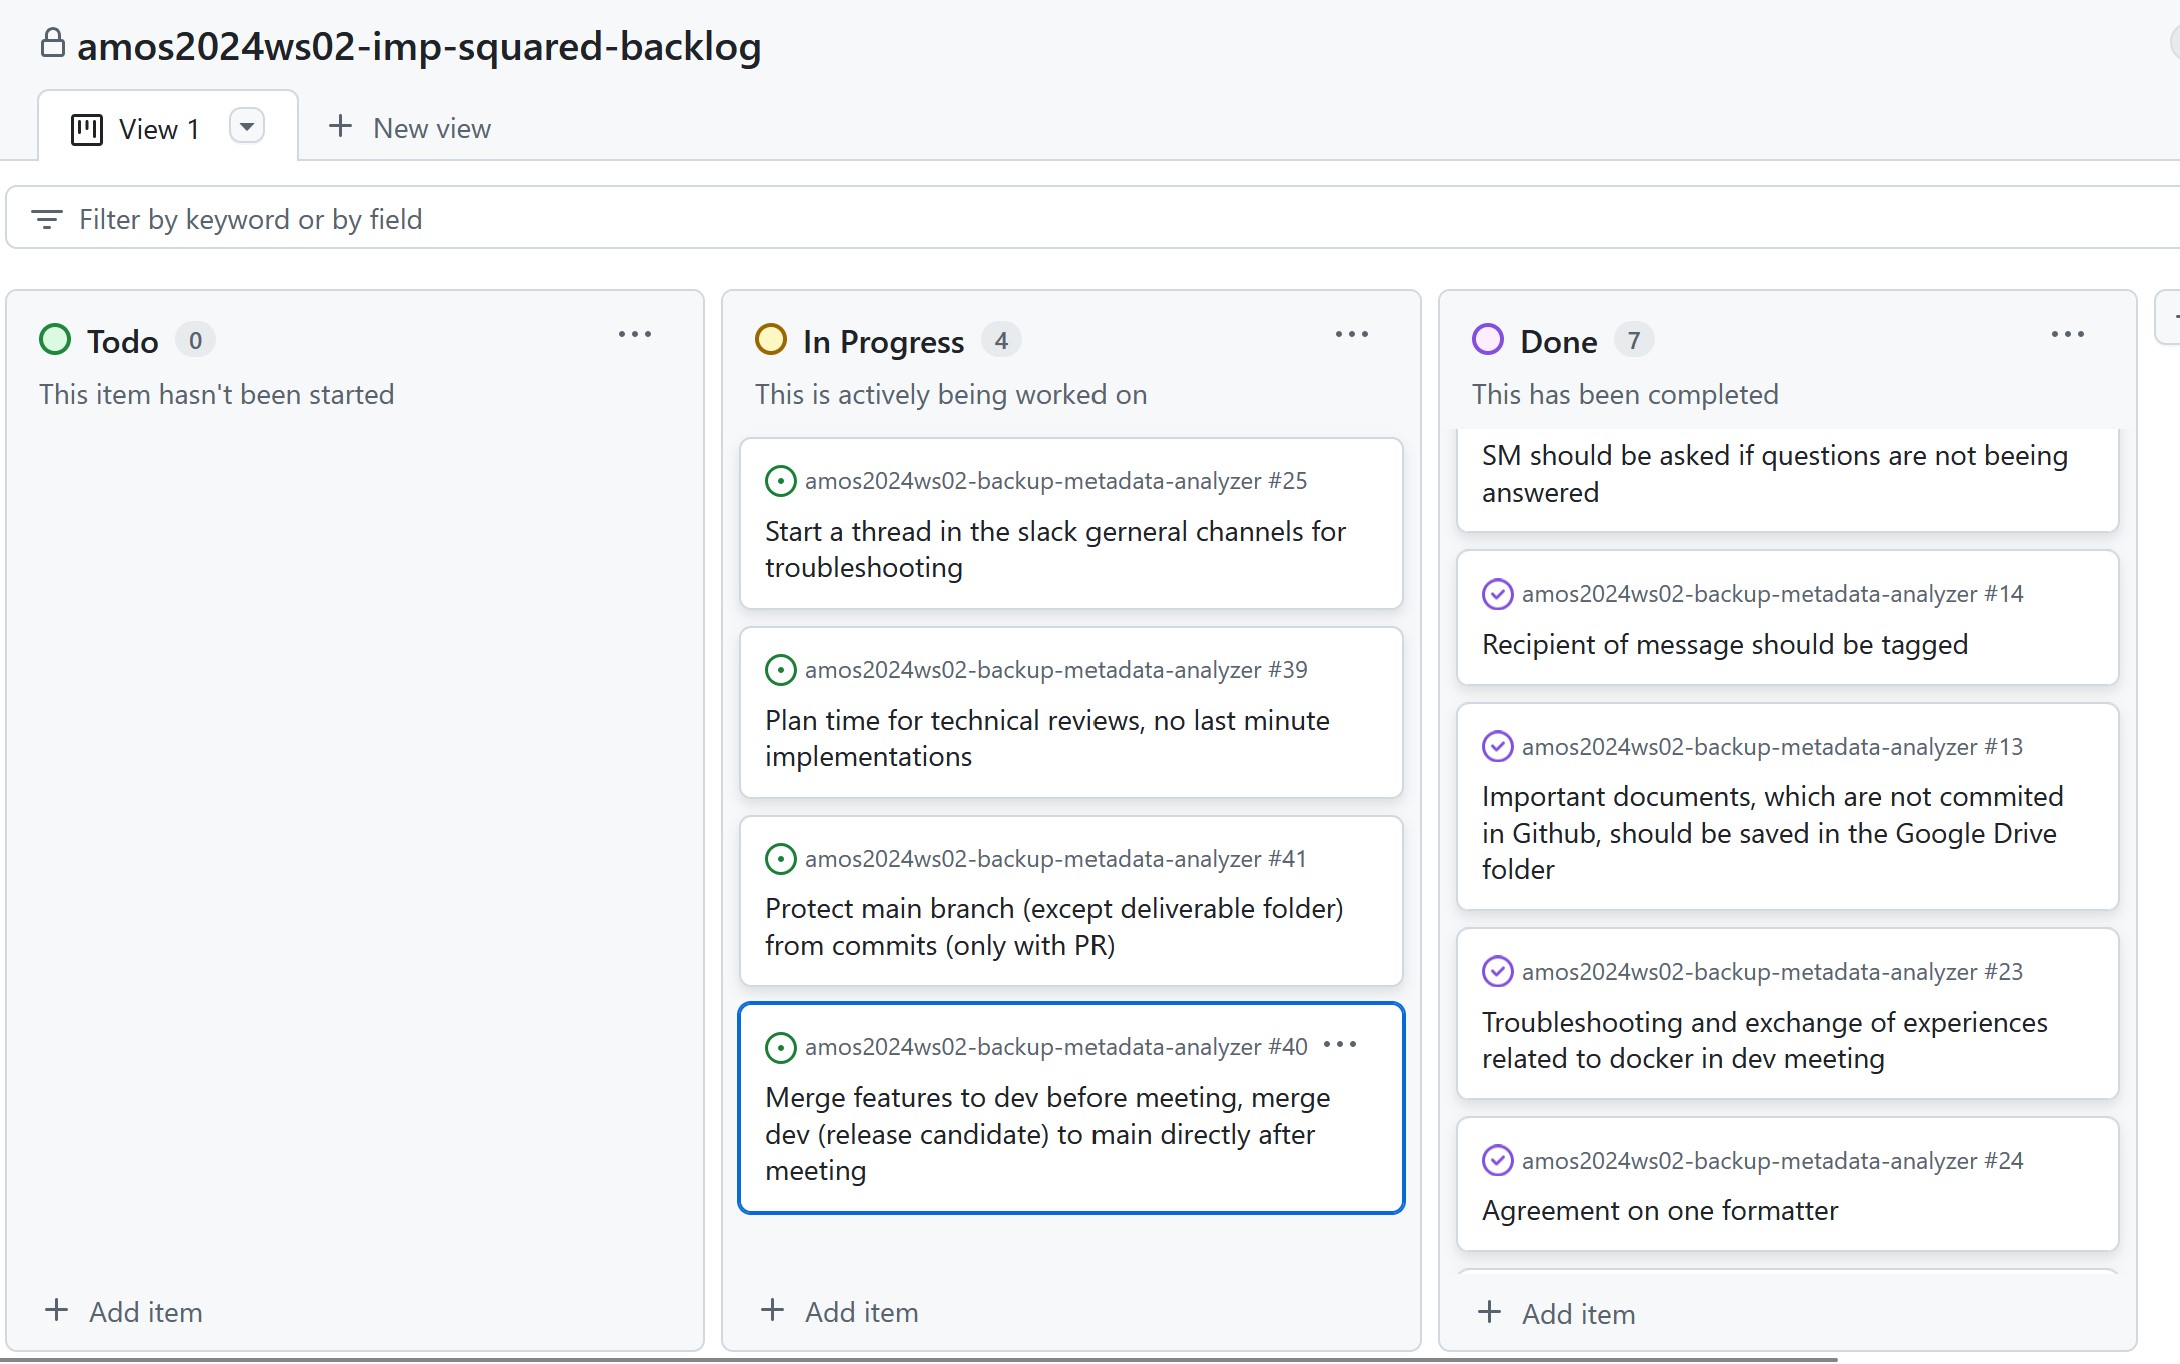 amos2024ws02-imp-squared-backlog
View 1
New view
Filter by keyword or by field
Todo 0
This item hasn't been started
Add item
In Progress 4
This is actively being worked on
amos2024ws02-backup-metadata-analyzer #25
Start a thread in the slack gerneral channels for
troubleshooting
amos2024ws02-backup-metadata-analyzer #39
Plan time for technical reviews, no last minute
implementations
amos2024ws02-backup-metadata-analyzer #41
Protect main branch (except deliverable folder)
from commits (only with PR)
amos2024ws02-backup-metadata-analyzer #40
Merge features to dev before meeting, merge
dev (release candidate) to main directly after
meeting
Add item
Done 7
This has been completed
SM should be asked if questions are not beeing
answered
amos2024ws02-backup-metadata-analyzer #14
Recipient of message should be tagged
amos2024ws02-backup-metadata-analyzer #13
Important documents, which are not commited
in Github, should be saved in the Google Drive
folder
amos2024ws02-backup-metadata-analyzer #23
Troubleshooting and exchange of experiences
related to docker in dev meeting
amos2024ws02-backup-metadata-analyzer #24
Agreement on one formatter
Add item